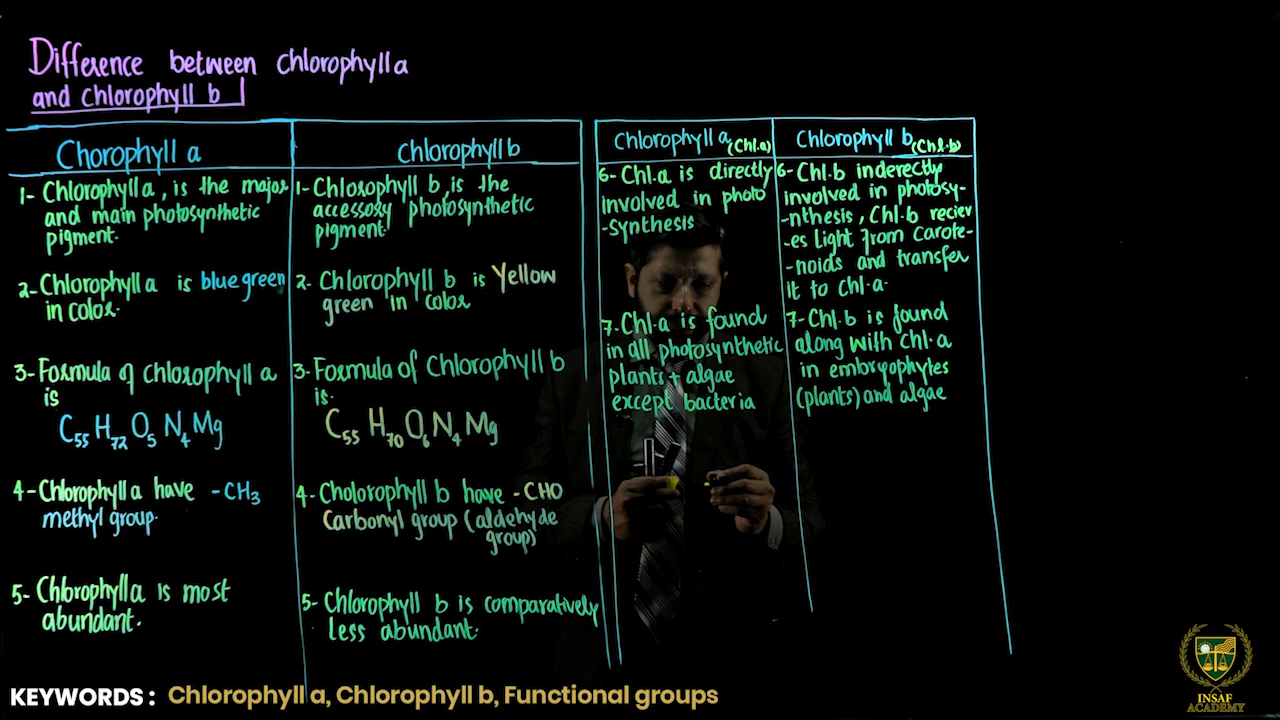 Difference between chlorophyll a
and chlorophyll b
Chorophyll a
1- Chlorophyll a, is the major
and main photosynthetic
pigment.
2- Chlorophyll a is blue green
in color.
3- Formula of chlorophyll a
is
C55 H72 O5 N4 Mg
4- Chlorophyll a have -CH3
methyl group.
5- Chlorophyll a is most
abundant.
Chlorophyll b
1- Chlorophyll b, is the
accessory photosynthetic
pigment.
2- Chlorophyll b is Yellow
green in color
3- Formula of Chlorophyll b
is.
C55 H70 O6 N4 Mg
4- Cholorophyll b have -CHO
Carbonyl group (aldehyde
group)
5- Chlorophyll b is comparatively
less abundant.
Chlorophyll a (Chl.a)
6- Chl.a is directly
involved in photo
-synthesis
7- Chl.a is found
in all photosynthetic
plants + algae
except bacteria
Chlorophyll b (Chl.b)
6- Chl.b inderectly
involved in photosy-
-nthesis, Chl.b reciev
-es Light from Carote-
-noids and transfer
it to chl.a.
7- Chl.b is found
along with chl.a
in embryophytes
(plants) and algae
KEYWORDS : Chlorophyll a, Chlorophyll b, Functional groups
INSAF
ACADEMY